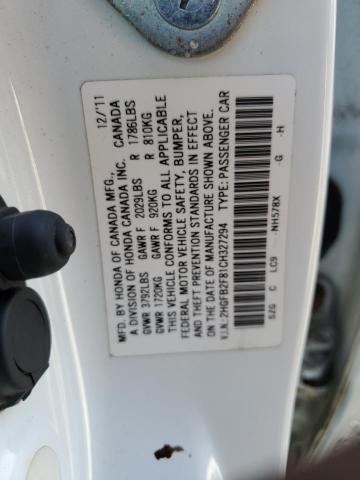 MFD. BY HONDA OF CANADA MFG., 12/'11
A DIVISION OF HONDA CANADA INC. CANADA
GVWR 3792LBS GAWR F 2029LBS R 1786LBS
GVWR 1720KG GAWR F 920KG R 810KG
THIS VEHICLE CONFORMS TO ALL APPLICABLE
FEDERAL MOTOR VEHICLE SAFETY, BUMPER,
AND THEFT PREVENTION STANDARDS IN EFFECT
ON THE DATE OF MANUFACTURE SHOWN ABOVE.
V.I.N. 2HGFB2F81CH327294 TYPE: PASSENGER CAR
SZG C LC9 NH578X G H